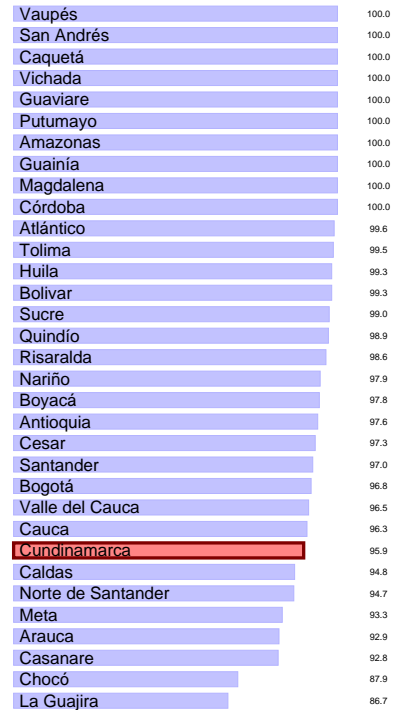 Vaupés 100.0
San Andrés 100.0
Caquetá 100.0
Vichada 100.0
Guaviare 100.0
Putumayo 100.0
Amazonas 100.0
Guainía 100.0
Magdalena 100.0
Córdoba 100.0
Atlántico 99.6
Tolima 99.5
Huila 99.3
Bolivar 99.3
Sucre 99.0
Quindío 98.9
Risaralda 98.6
Nariño 97.9
Boyacá 97.8
Antioquia 97.6
Cesar 97.3
Santander 97.0
Bogotá 96.8
Valle del Cauca 96.5
Cauca 96.3
Cundinamarca 95.9
Caldas 94.8
Norte de Santander 94.7
Meta 93.3
Arauca 92.9
Casanare 92.8
Chocó 87.9
La Guajira 86.7